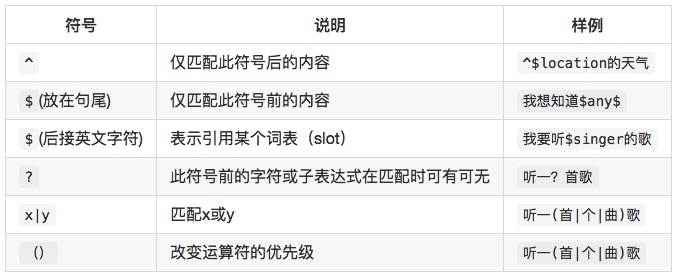 符号 说明 样例
^ 仅匹配此符号后的内容 ^$location的天气
$ (放在句尾) 仅匹配此符号前的内容 我想知道$any$
$ (后接英文字符) 表示引用某个词表（slot） 我要听$singer的歌
? 此符号前的字符或子表达式在匹配时可有可无 听一? 首歌
x|y 匹配x或y 听一(首|个|曲)歌
() 改变运算符的优先级 听一(首|个|曲)歌